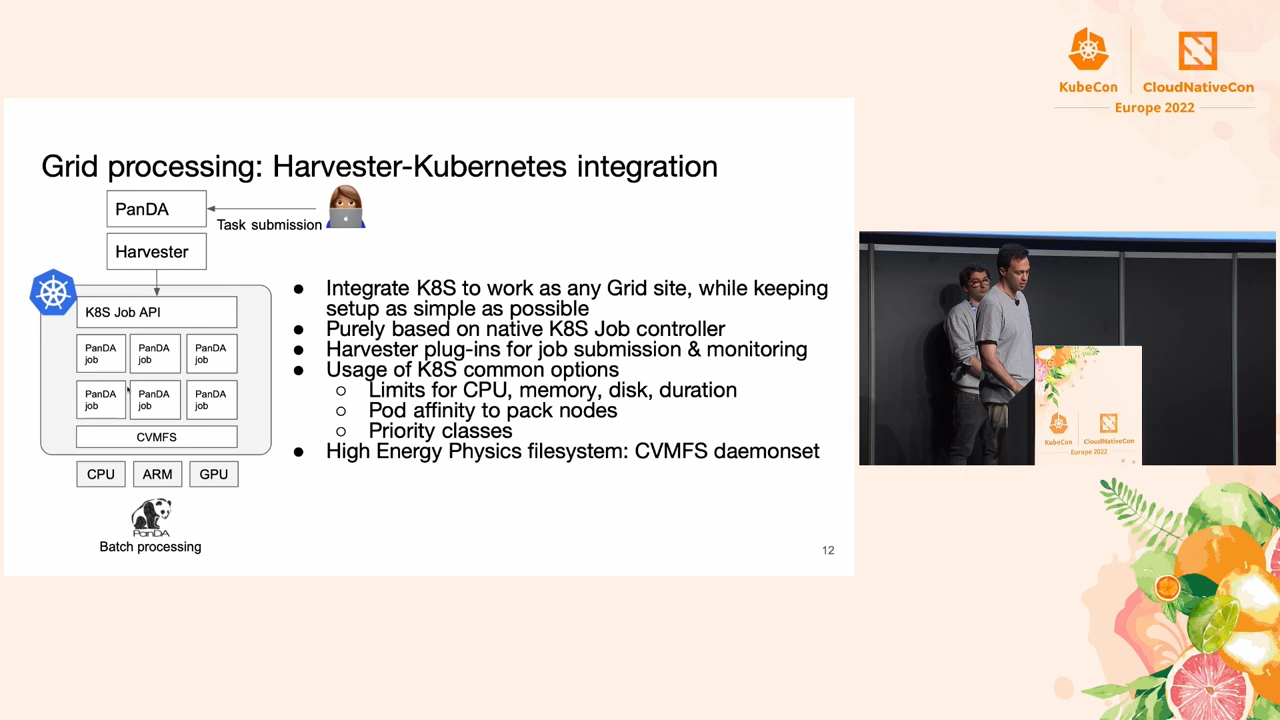 KubeCon
CloudNativeCon
Europe 2022
Grid processing: Harvester-Kubernetes integration
PanDA
Task submission
Harvester
K8S Job API
PanDA job
PanDA job
PanDA job
PanDA job
PanDA job
PanDA job
CVMFS
CPU
ARM
GPU
PanDA
Batch processing
● Integrate K8S to work as any Grid site, while keeping
setup as simple as possible
● Purely based on native K8S Job controller
● Harvester plug-ins for job submission & monitoring
● Usage of K8S common options
○ Limits for CPU, memory, disk, duration
○ Pod affinity to pack nodes
○ Priority classes
● High Energy Physics filesystem: CVMFS daemonset
12
KubeCon
CloudNativeCon
Europe 2022